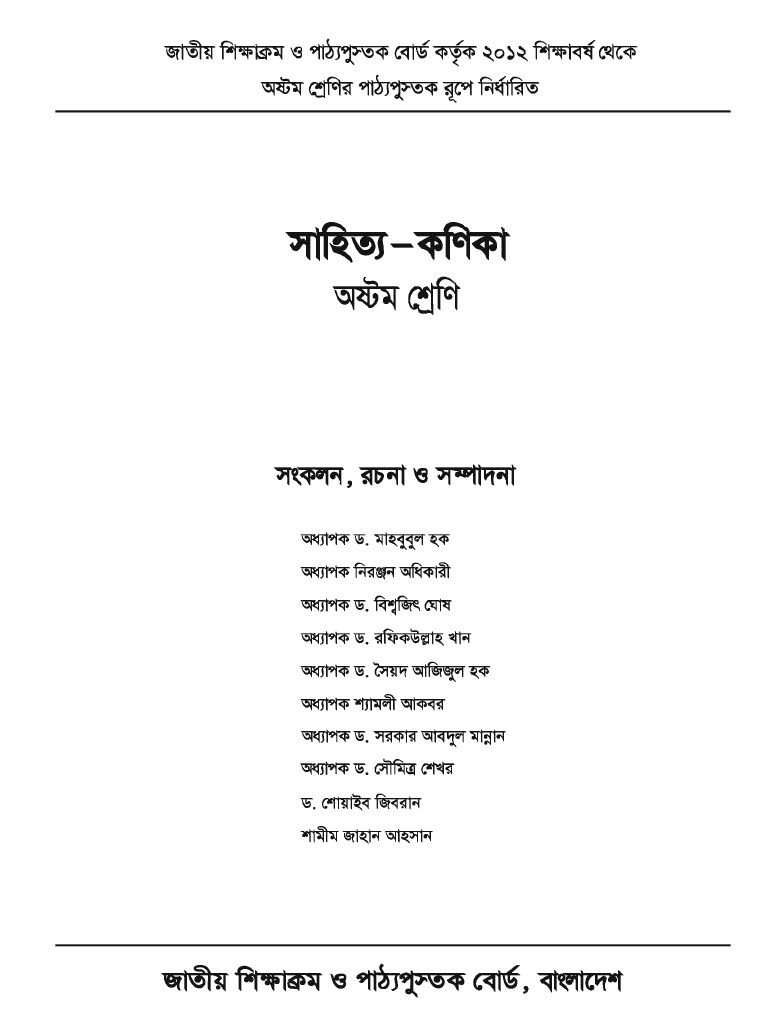 জাতীয় শিক্ষাক্রম ও পাঠ্যপুস্তক বোর্ড কর্তৃক ২০১২ শিক্ষাবর্ষ থেকে
অষ্টম শ্রেণির পাঠ্যপুস্তক রূপে নির্ধারিত
সাহিত্য-কণিকা
অষ্টম শ্রেণি
সংকলন, রচনা ও সম্পাদনা
অধ্যাপক ড. মাহবুবুল হক
অধ্যাপক নিরঞ্জন অধিকারী
অধ্যাপক ড. বিশ্বজিৎ ঘোষ
অধ্যাপক ড. রফিকউল্লাহ খান
অধ্যাপক ড. সৈয়দ আজিজুল হক
অধ্যাপক শ্যামলী আকবর
অধ্যাপক ড. সরকার আবদুল মান্নান
অধ্যাপক ড. সৌমিত্র শেখর
ড. শোয়াইব জিবরান
শামীম জাহান আহসান
জাতীয় শিক্ষাক্রম ও পাঠ্যপুস্তক বোর্ড, বাংলাদেশ